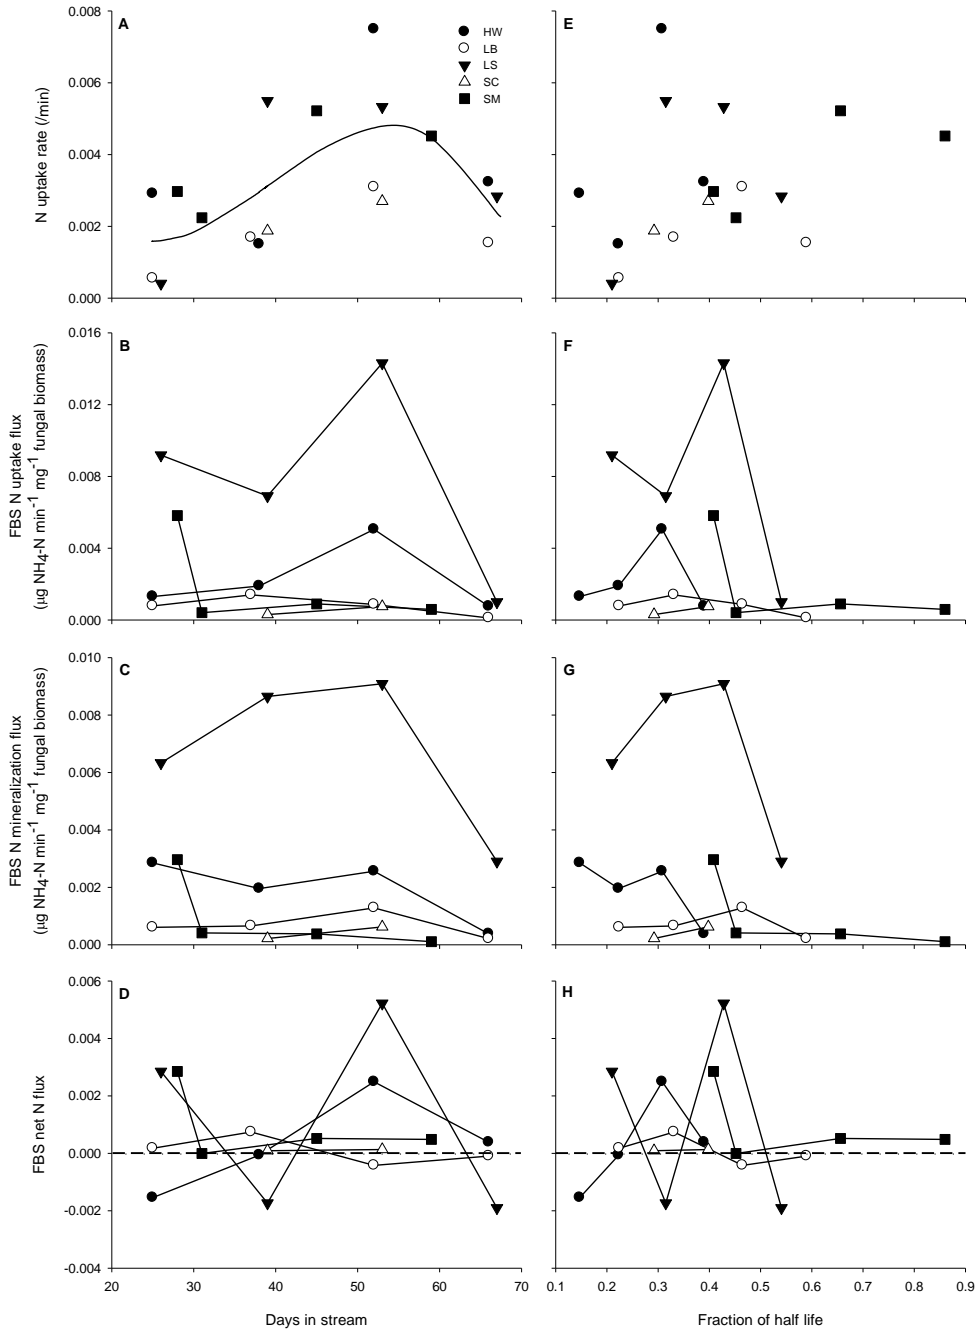 A
HW
LB
LS
SC
SM
N uptake rate (/min)
0.008
0.006
0.004
0.002
0.000
E
B
FBS N uptake flux
(µg NH4-N min-1 mg-1 fungal biomass)
0.016
0.012
0.008
0.004
0.000
F
C
FBS N mineralization flux
(µg NH4-N min-1 mg-1 fungal biomass)
0.010
0.008
0.006
0.004
0.002
0.000
G
D
FBS net N flux
0.006
0.004
0.002
0.000
-0.002
-0.004
H
20 30 40 50 60 70
Days in stream
0.1 0.2 0.3 0.4 0.5 0.6 0.7 0.8 0.9
Fraction of half life